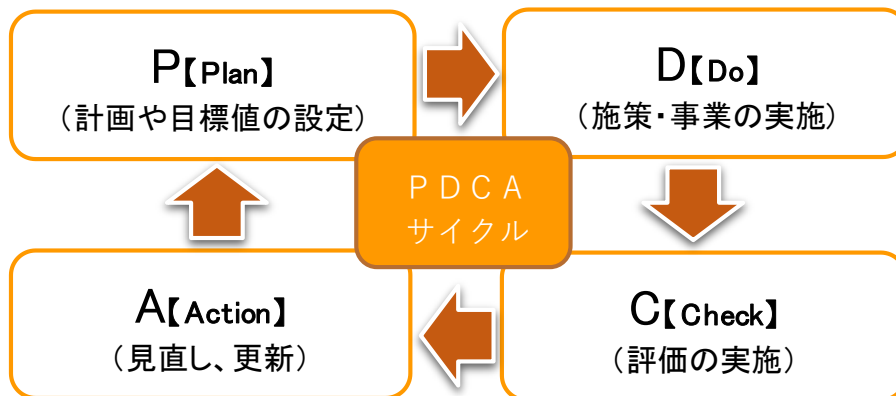 P【Plan】
（計画や目標値の設定）
D【Do】
（施策・事業の実施）
PDCA
サイクル
A【Action】
（見直し、更新）
C【Check】
（評価の実施）